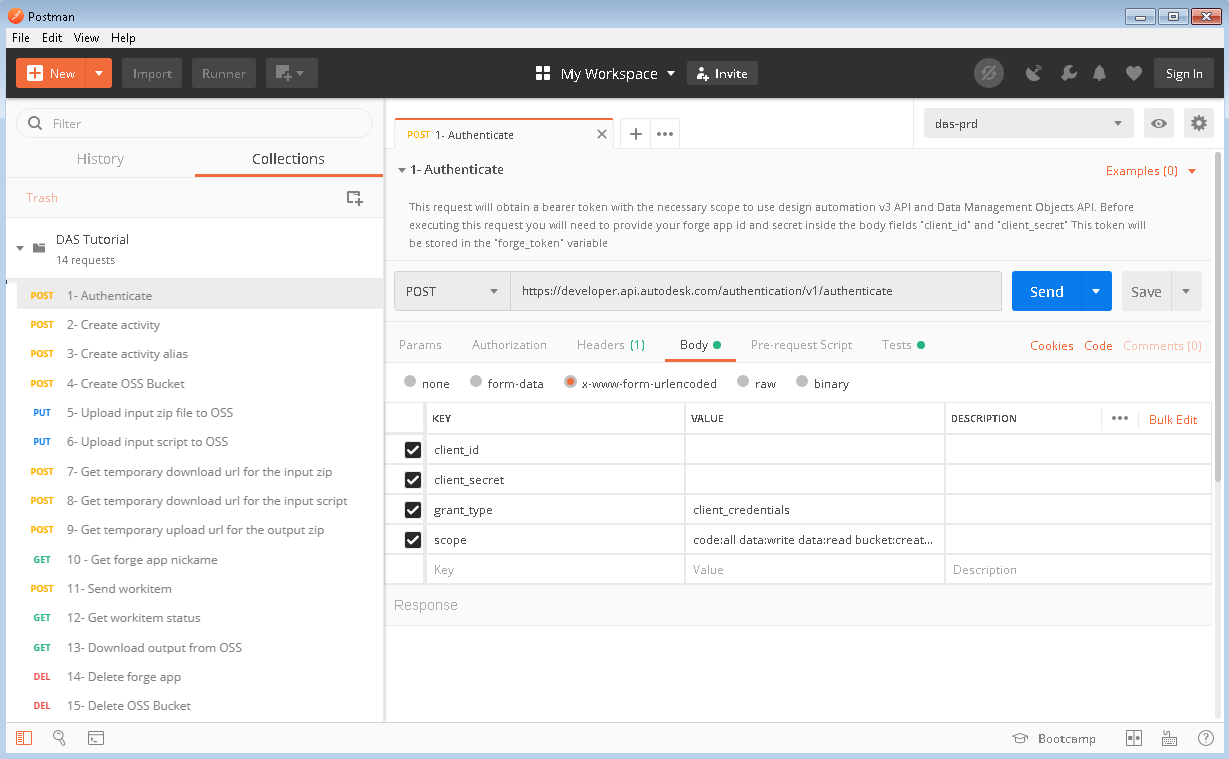 Postman
File Edit View Help
New Import Runner My Workspace Invite Sign In
Filter
History Collections
Trash
DAS Tutorial
14 requests
POST 1- Authenticate
POST 2- Create activity
POST 3- Create activity alias
POST 4- Create OSS Bucket
PUT 5- Upload input zip file to OSS
PUT 6- Upload input script to OSS
POST 7- Get temporary download url for the input zip
POST 8- Get temporary download url for the input script
POST 9- Get temporary upload url for the output zip
GET 10 - Get forge app nickame
POST 11- Send workitem
GET 12- Get workitem status
GET 13- Download output from OSS
DEL 14- Delete forge app
DEL 15- Delete OSS Bucket
POST 1- Authenticate
das-prd
1- Authenticate
Examples (0)
This request will obtain a bearer token with the necessary scope to use design automation v3 API and Data Management Objects API. Before
executing this request you will need to provide your forge app id and secret inside the body fields "client_id" and "client_secret" This token will
be stored in the "forge_token" variable
POST https://developer.api.autodesk.com/authentication/v1/authenticate Send Save
Params Authorization Headers (1) Body Pre-request Script Tests Cookies Code Comments (0)
none form-data x-www-form-urlencoded raw binary
KEY VALUE DESCRIPTION ••• Bulk Edit
client_id
client_secret
grant_type client_credentials
scope code:all data:write data:read bucket:creat...
Key Value Description
Response
Bootcamp